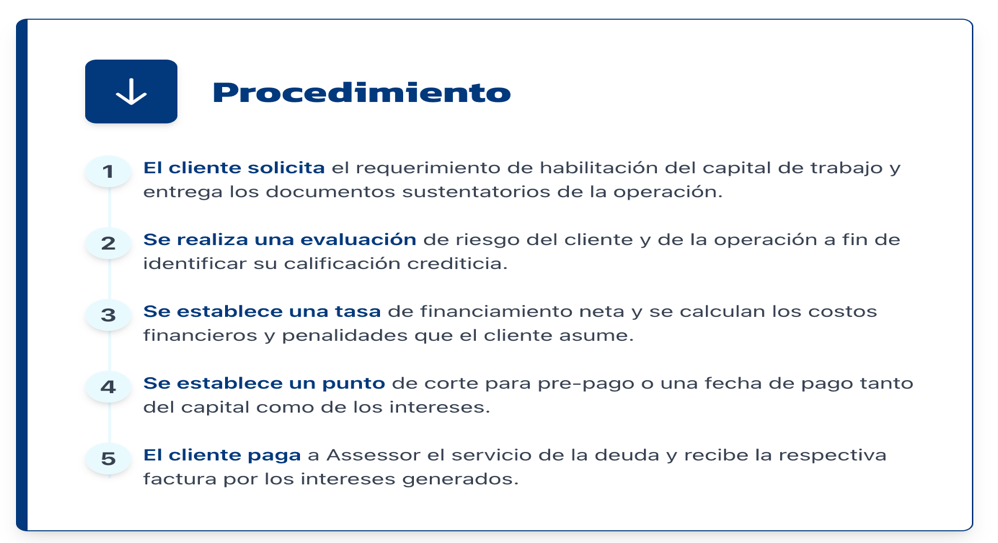 Procedimiento
1
El cliente solicita el requerimiento de habilitación del capital de trabajo y
entrega los documentos sustentatorios de la operación.
2
Se realiza una evaluación de riesgo del cliente y de la operación a fin de
identificar su calificación crediticia.
3
Se establece una tasa de financiamiento neta y se calculan los costos
financieros y penalidades que el cliente asume.
4
Se establece un punto de corte para pre-pago o una fecha de pago tanto
del capital como de los intereses.
5
El cliente paga a Assessor el servicio de la deuda y recibe la respectiva
factura por los intereses generados.